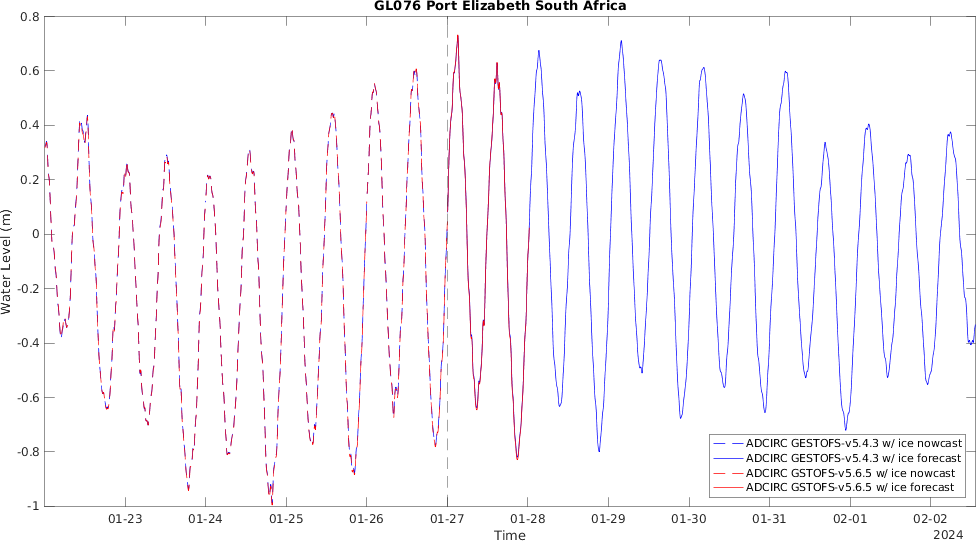 GL076 Port Elizabeth South Africa
0.8
0.6
0.4
0.2
0
-0.2
-0.4
-0.6
-0.8
-1
Water Level (m)
ADCIRC GESTOFS-v5.4.3 w/ ice nowcast
ADCIRC GESTOFS-v5.4.3 w/ ice forecast
ADCIRC GSTOFS-v5.6.5 w/ ice nowcast
ADCIRC GSTOFS-v5.6.5 w/ ice forecast
01-23 01-24 01-25 01-26 01-27 01-28 01-29 01-30 01-31 02-01 02-02
Time
2024